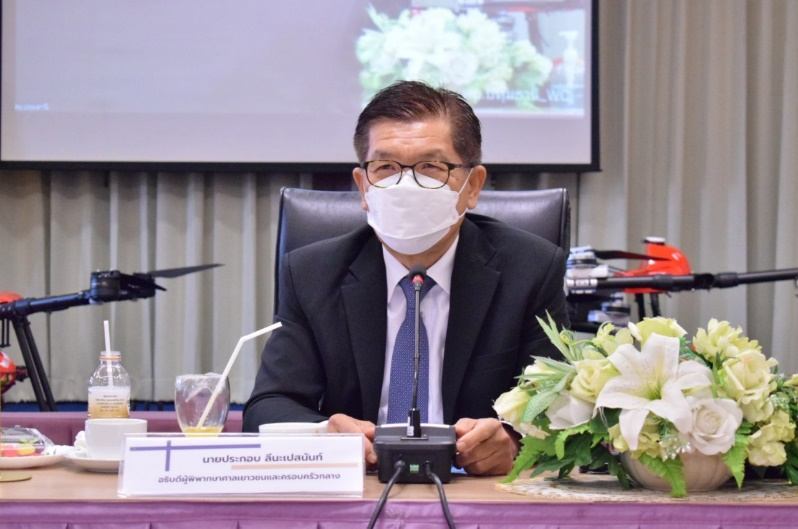 นายประกอบ ลีนะเปสนันท์
อธิบดีผู้พิพากษาศาลเยาวชนและครอบครัวกลาง